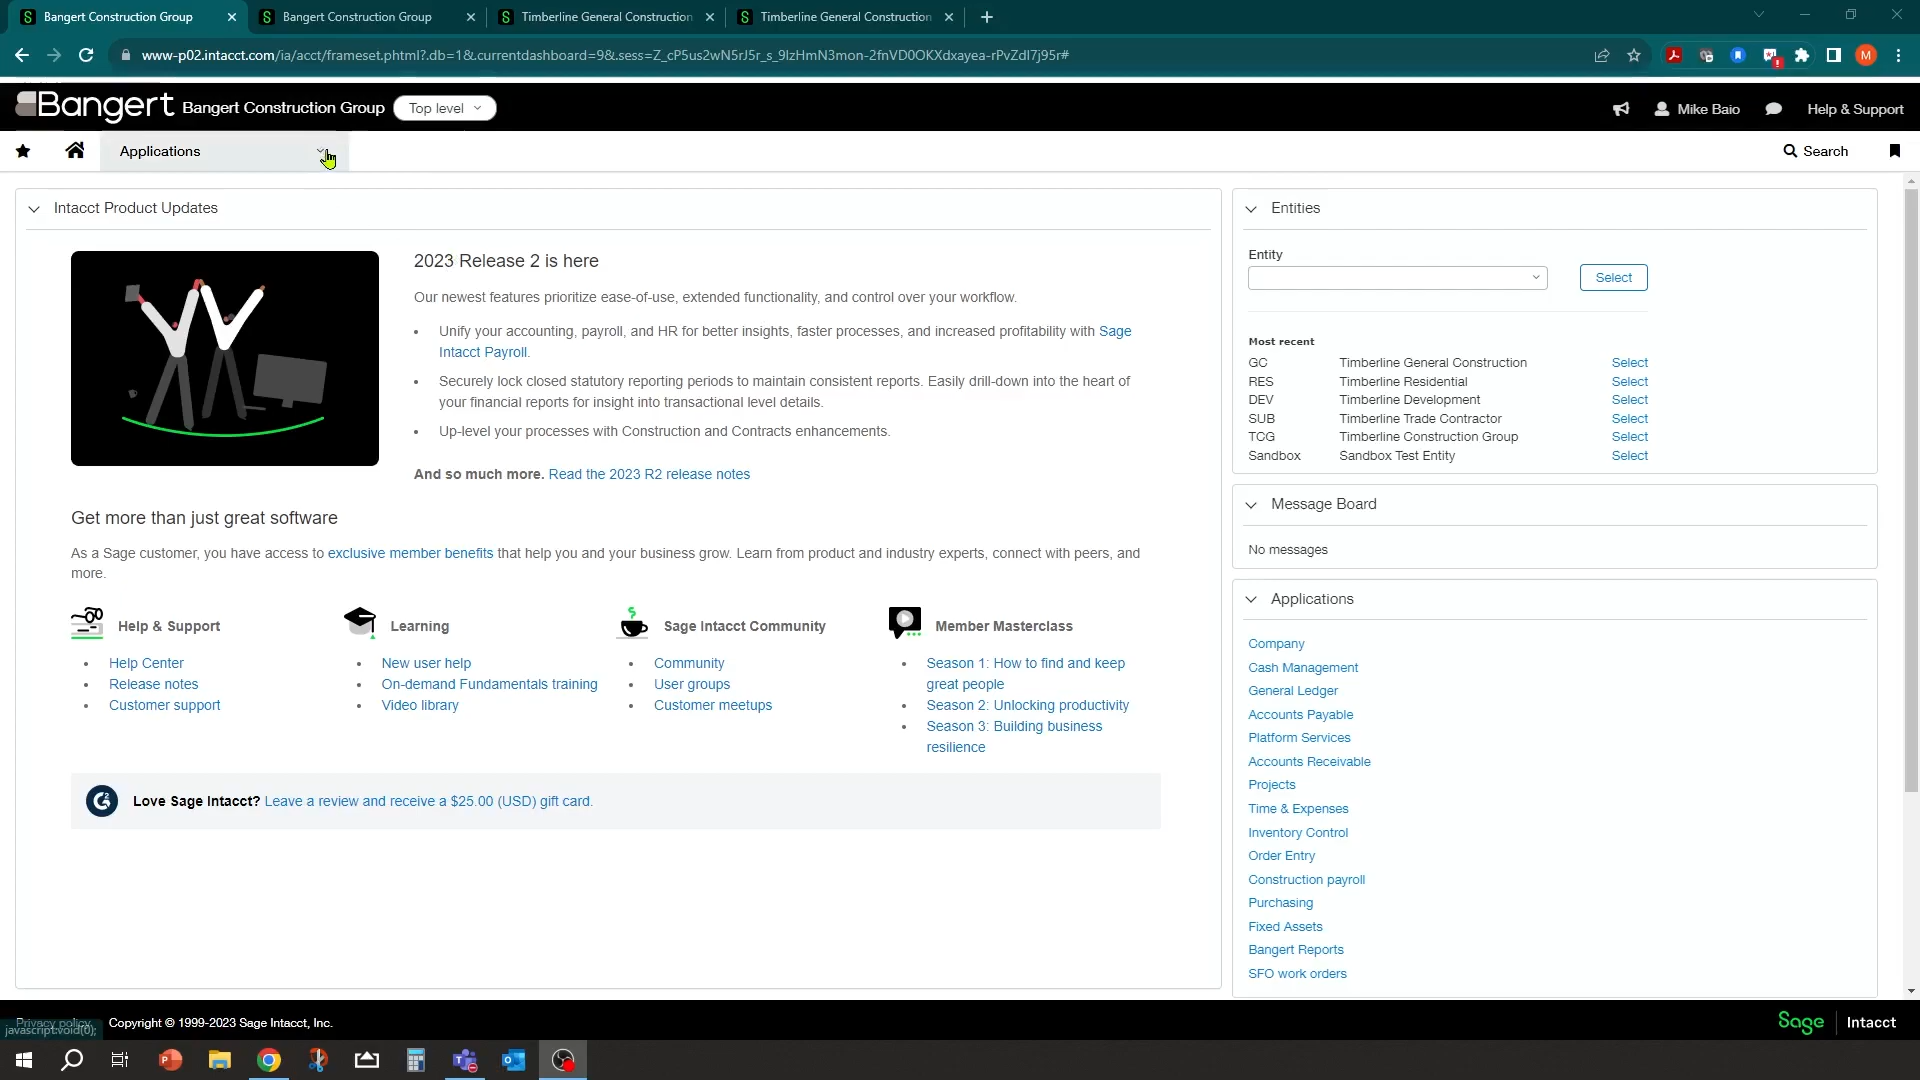 Bangert Construction Group
Bangert Construction Group
Timberline General Construction
Timberline General Construction
www-p02.intacct.com/ia/acct/frameset.phtml?.db=1&.currentdashboard=9&.sess=Z_cP5us2wN5rJ5r_s_9lzHmN3mon-2fnVD0OKXdxayea-rPvZdl7j95r#
M
Bangert Bangert Construction Group Top level
Mike Baio
Help & Support
Applications
Search
Intacct Product Updates
2023 Release 2 is here
Our newest features prioritize ease-of-use, extended functionality, and control over your workflow.
• Unify your accounting, payroll, and HR for better insights, faster processes, and increased profitability with Sage
Intacct Payroll.
• Securely lock closed statutory reporting periods to maintain consistent reports. Easily drill-down into the heart of
your financial reports for insight into transactional level details.
• Up-level your processes with Construction and Contracts enhancements.
And so much more. Read the 2023 R2 release notes
Get more than just great software
As a Sage customer, you have access to exclusive member benefits that help you and your business grow. Learn from product and industry experts, connect with peers, and
more.
Help & Support
• Help Center
• Release notes
• Customer support
Learning
• New user help
• On-demand Fundamentals training
• Video library
Sage Intacct Community
• Community
• User groups
• Customer meetups
Member Masterclass
• Season 1: How to find and keep
great people
• Season 2: Unlocking productivity
• Season 3: Building business
resilience
Love Sage Intacct? Leave a review and receive a $25.00 (USD) gift card.
Entities
Entity
Select
Most recent
GC Timberline General Construction Select
RES Timberline Residential Select
DEV Timberline Development Select
SUB Timberline Trade Contractor Select
TCG Timberline Construction Group Select
Sandbox Sandbox Test Entity Select
Message Board
No messages
Applications
Company
Cash Management
General Ledger
Accounts Payable
Platform Services
Accounts Receivable
Projects
Time & Expenses
Inventory Control
Order Entry
Construction payroll
Purchasing
Fixed Assets
Bangert Reports
SFO work orders
Privacy policy
javascript:void(0);
Copyright © 1999-2023 Sage Intacct, Inc.
Sage Intacct